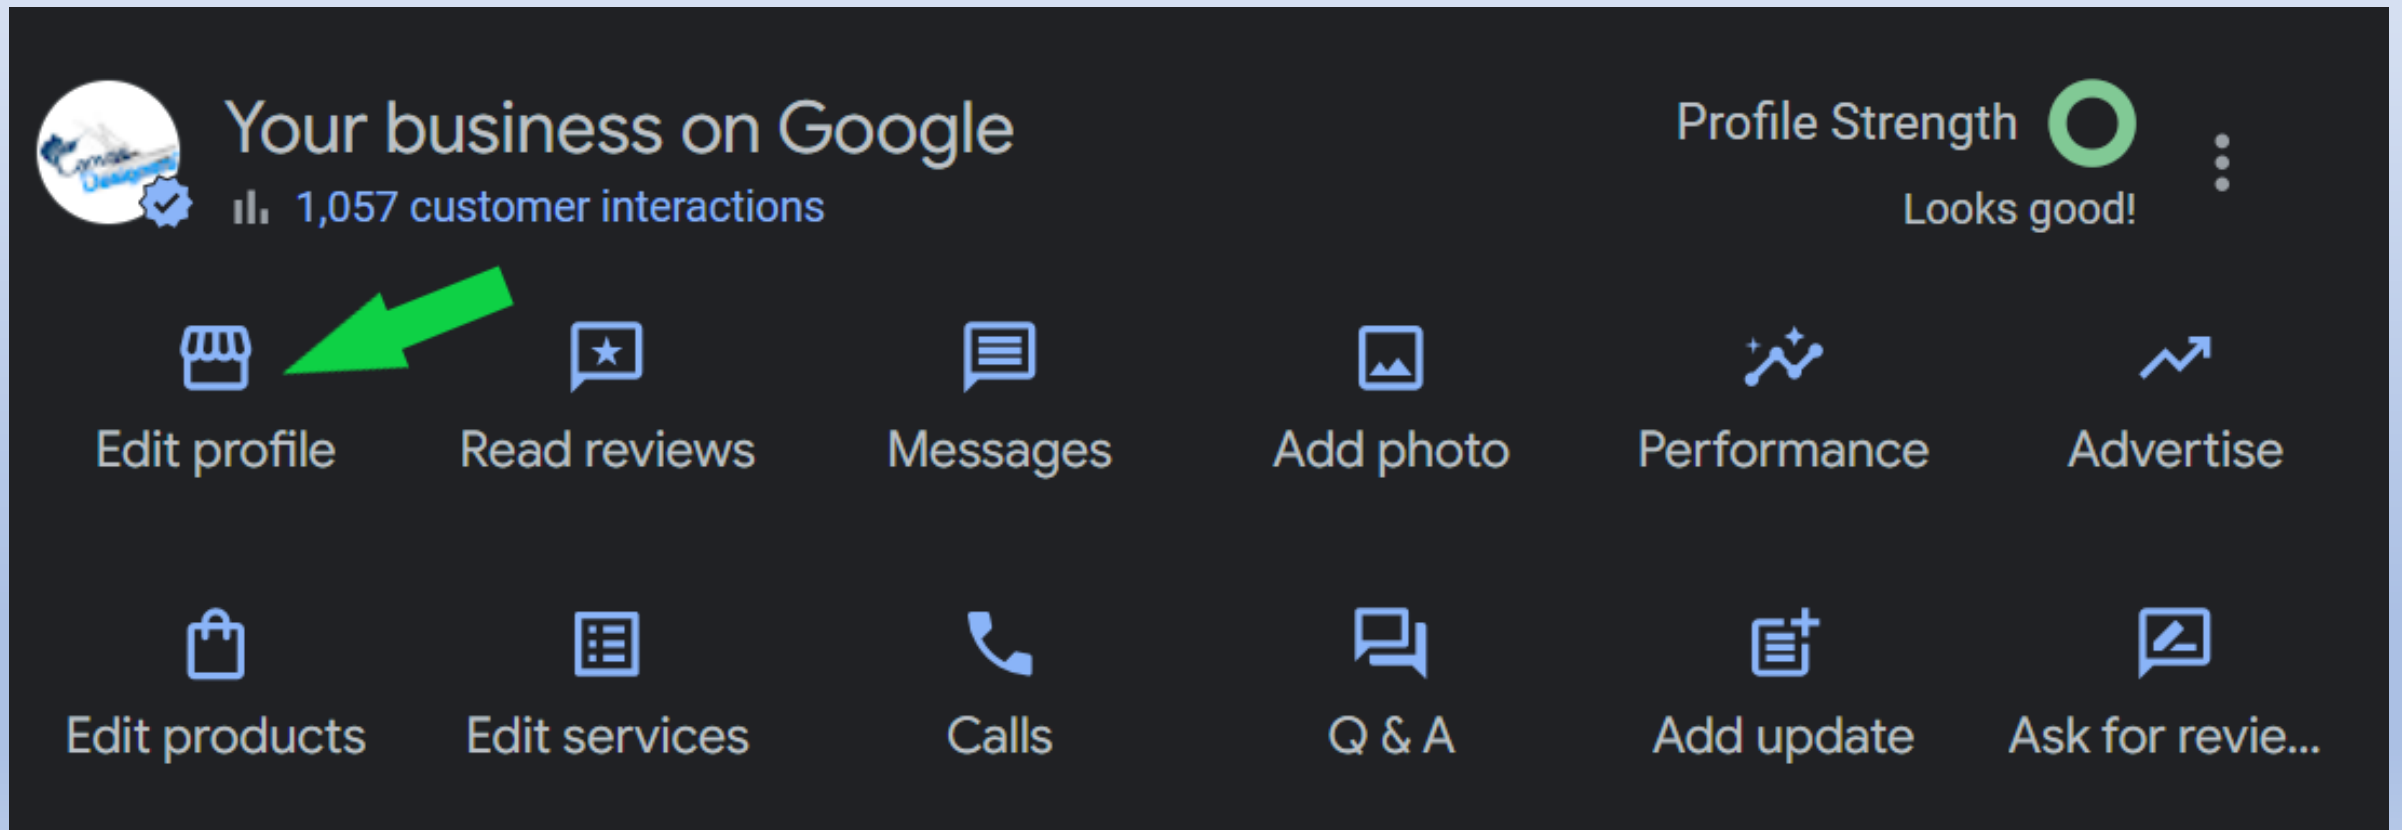 Your business on Google
1,057 customer interactions
Profile Strength
Looks good!
Edit profile
Read reviews
Messages
Add photo
Performance
Advertise
Edit products
Edit services
Calls
Q & A
Add update
Ask for revie...